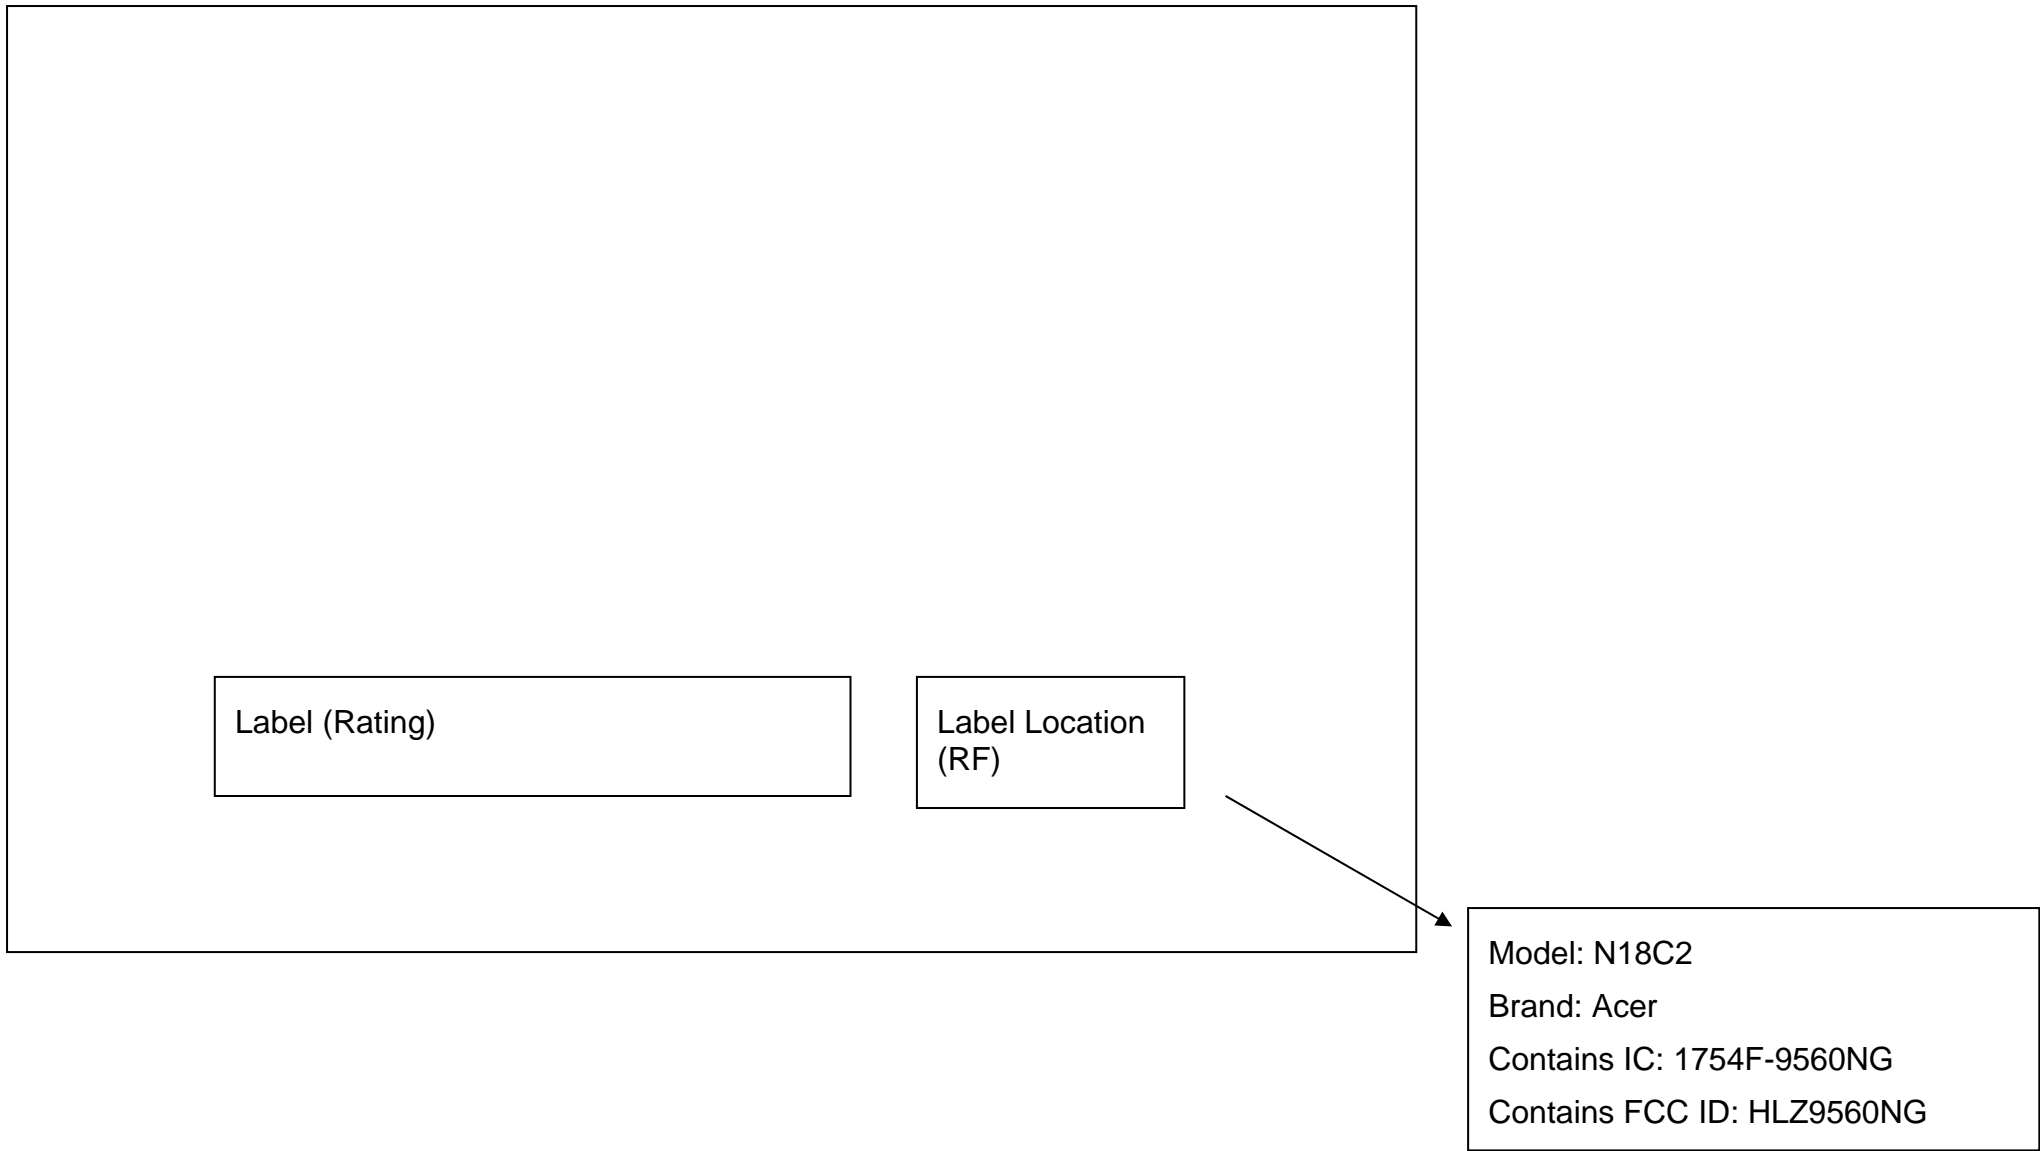 Label (Rating)
Label Location
(RF)
Model: N18C2
Brand: Acer
Contains IC: 1754F-9560NG
Contains FCC ID: HLZ9560NG